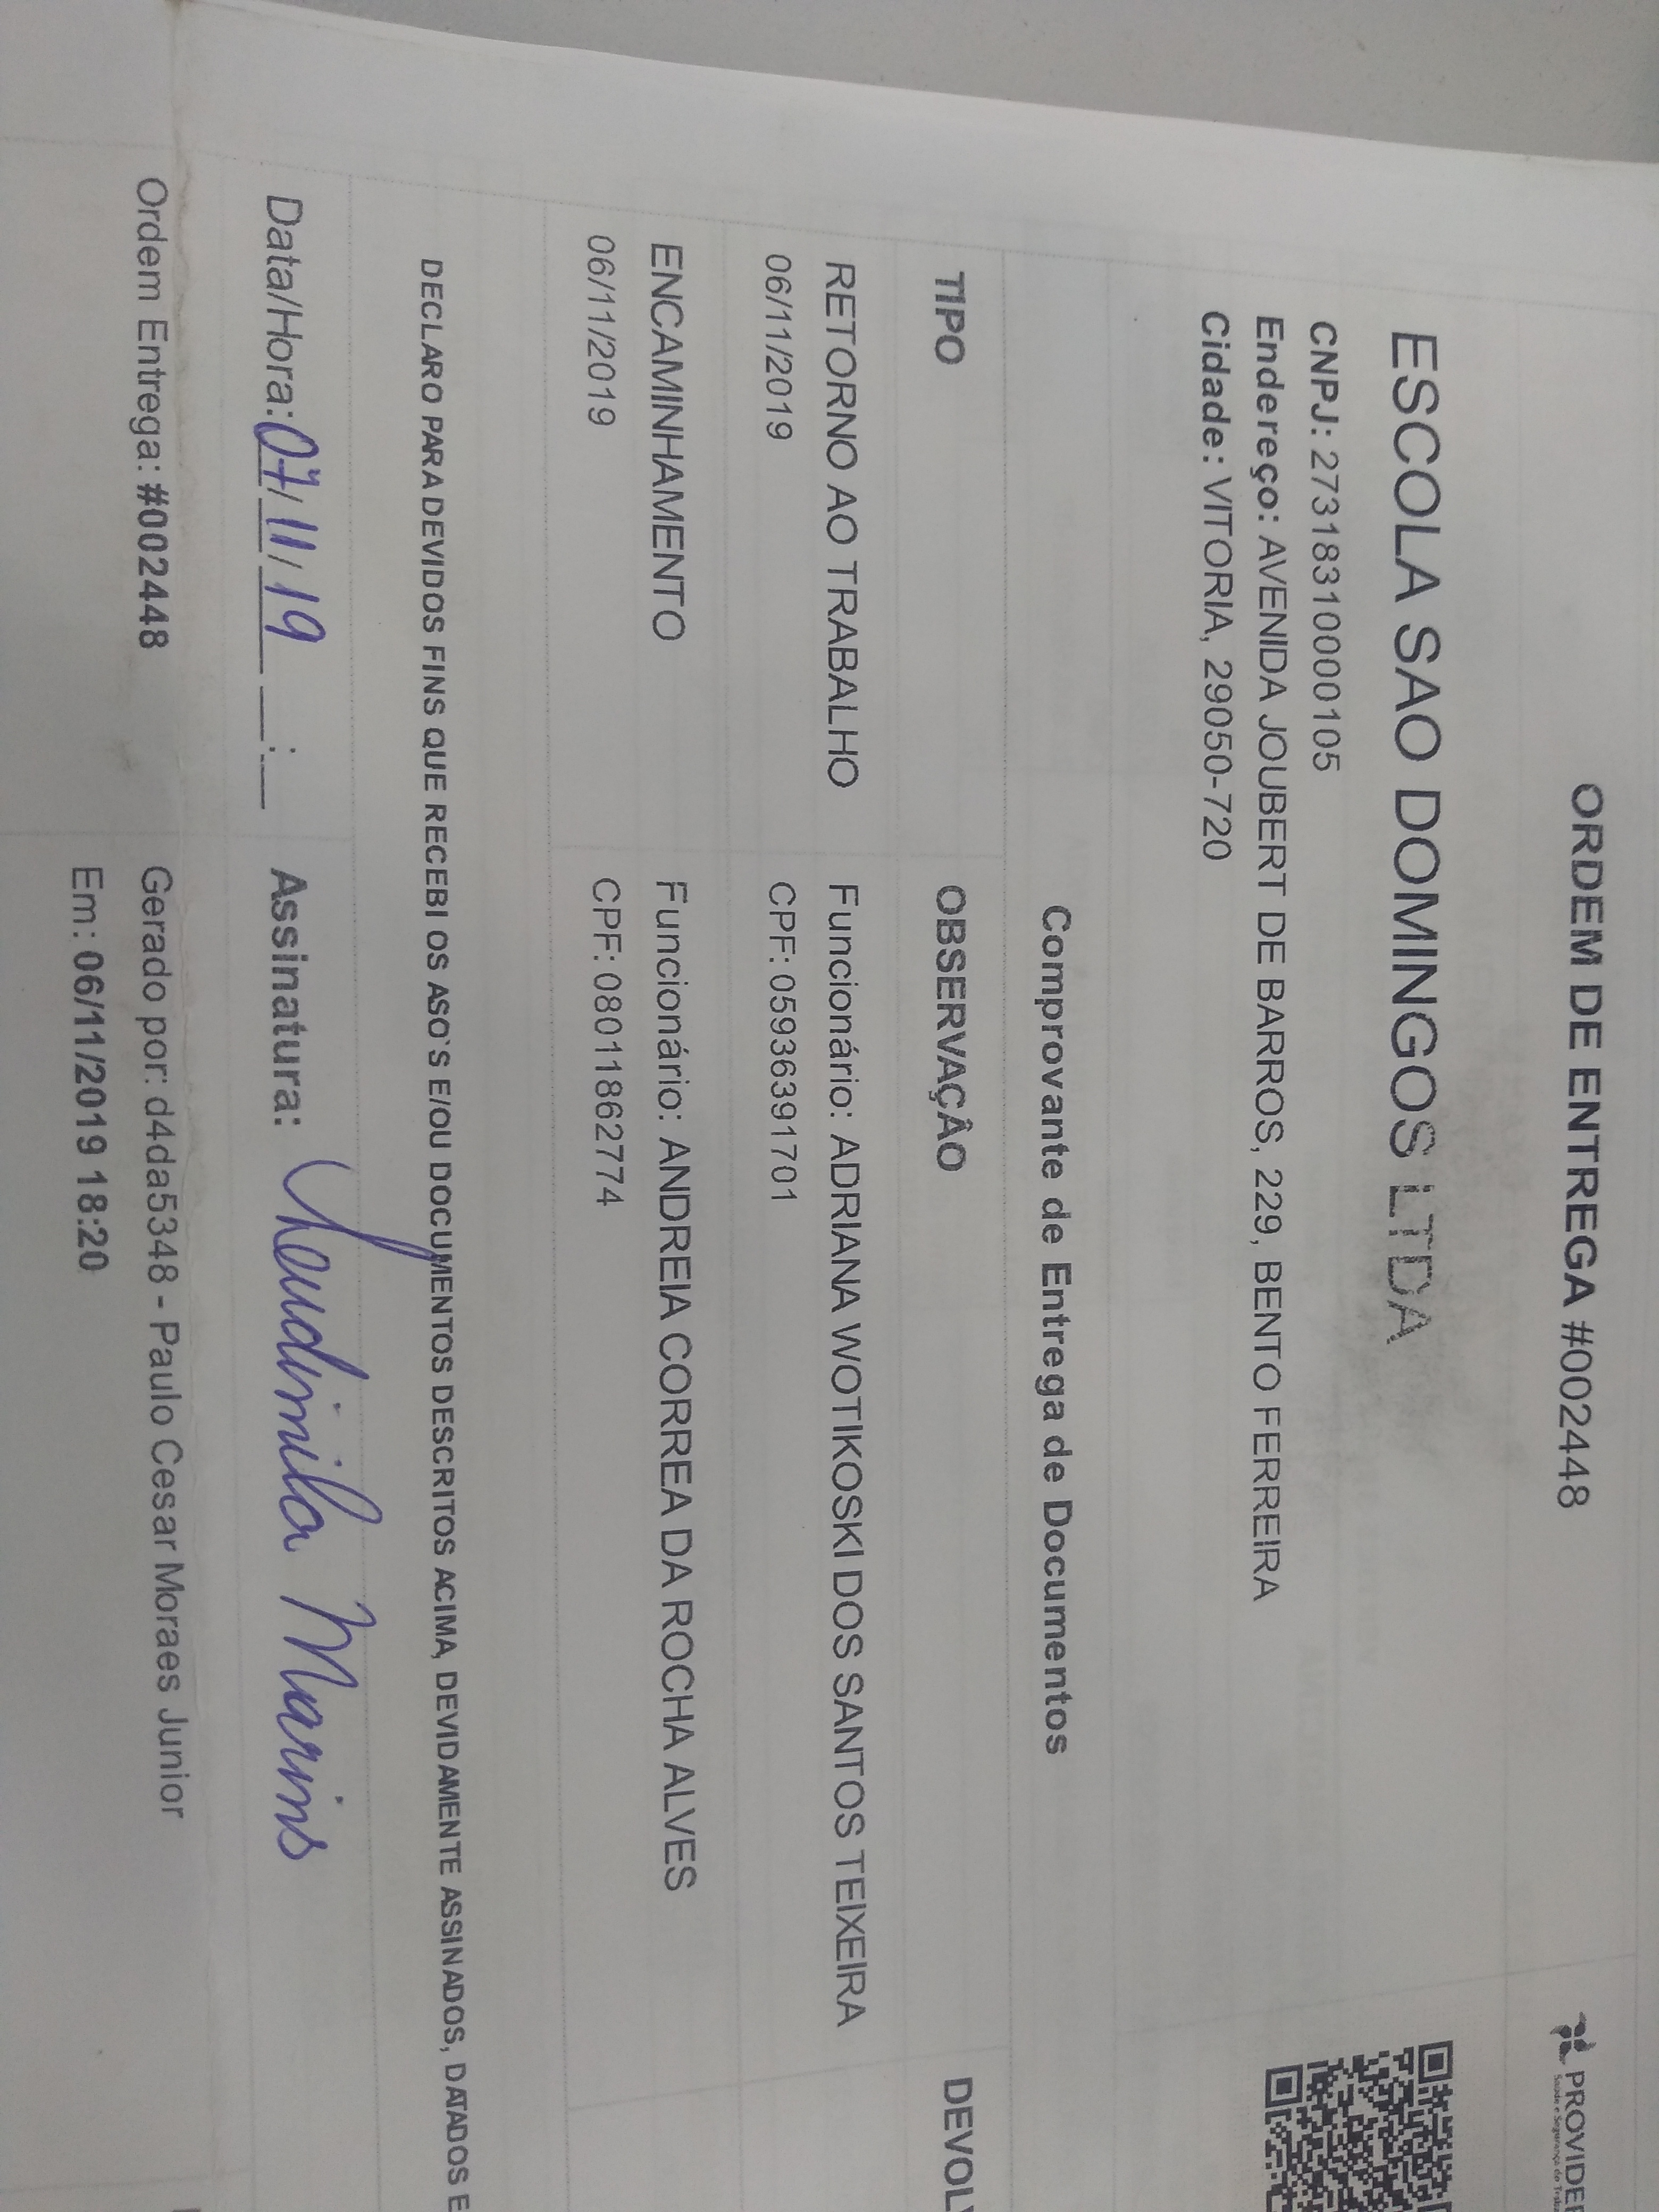 ORDEM DE ENTREGA #002448
PROVIDE
Saúde e Segurança do
ESCOLA SAO DOMINGOS LTDA
CNPJ: 27318310000105
Endereço: AVENIDA JOUBERT DE BARROS, 229, BENTO FERREIRA
Cidade: VITORIA, 29050-720
Comprovante de Entrega de Documentos
TIPO OBSERVAÇÃO DEVOL
RETORNO AO TRABALHO Funcionário: ADRIANA WOTIKOSKI DOS SANTOS TEIXEIRA
06/11/2019 CPF: 05936391701
ENCAMINHAMENTO Funcionário: ANDREIA CORREA DA ROCHA ALVES
06/11/2019 CPF: 08011862774
DECLARO PARA DEVIDOS FINS QUE RECEBI OS ASO`S E/OU DOCUMENTOS DESCRITOS ACIMA, DEVIDAMENTE ASSINADOS, DATADOS E
Data/Hora: 07/11/19 __:__ Assinatura: Leudimila Marins
Ordem Entrega: #002448 Gerado por: d4da5348 - Paulo Cesar Moraes Junior
Em: 06/11/2019 18:20